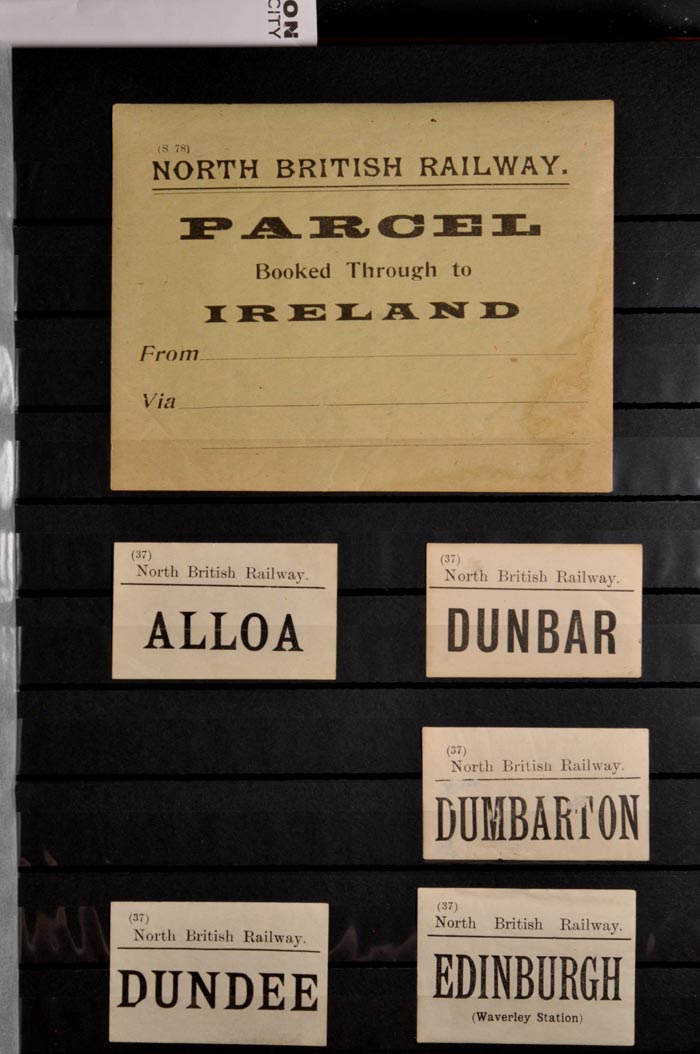 ON
CITY
(S 78)
NORTH BRITISH RAILWAY.
PARCEL
Booked Through to
IRELAND
From
Via
(37)
North British Railway.
ALLOA
(37)
North British Railway.
DUNBAR
(37)
North British Railway.
DUMBARTON
(37)
North British Railway.
DUNDEE
(37)
North British Railway.
EDINBURGH
(Waverley Station)